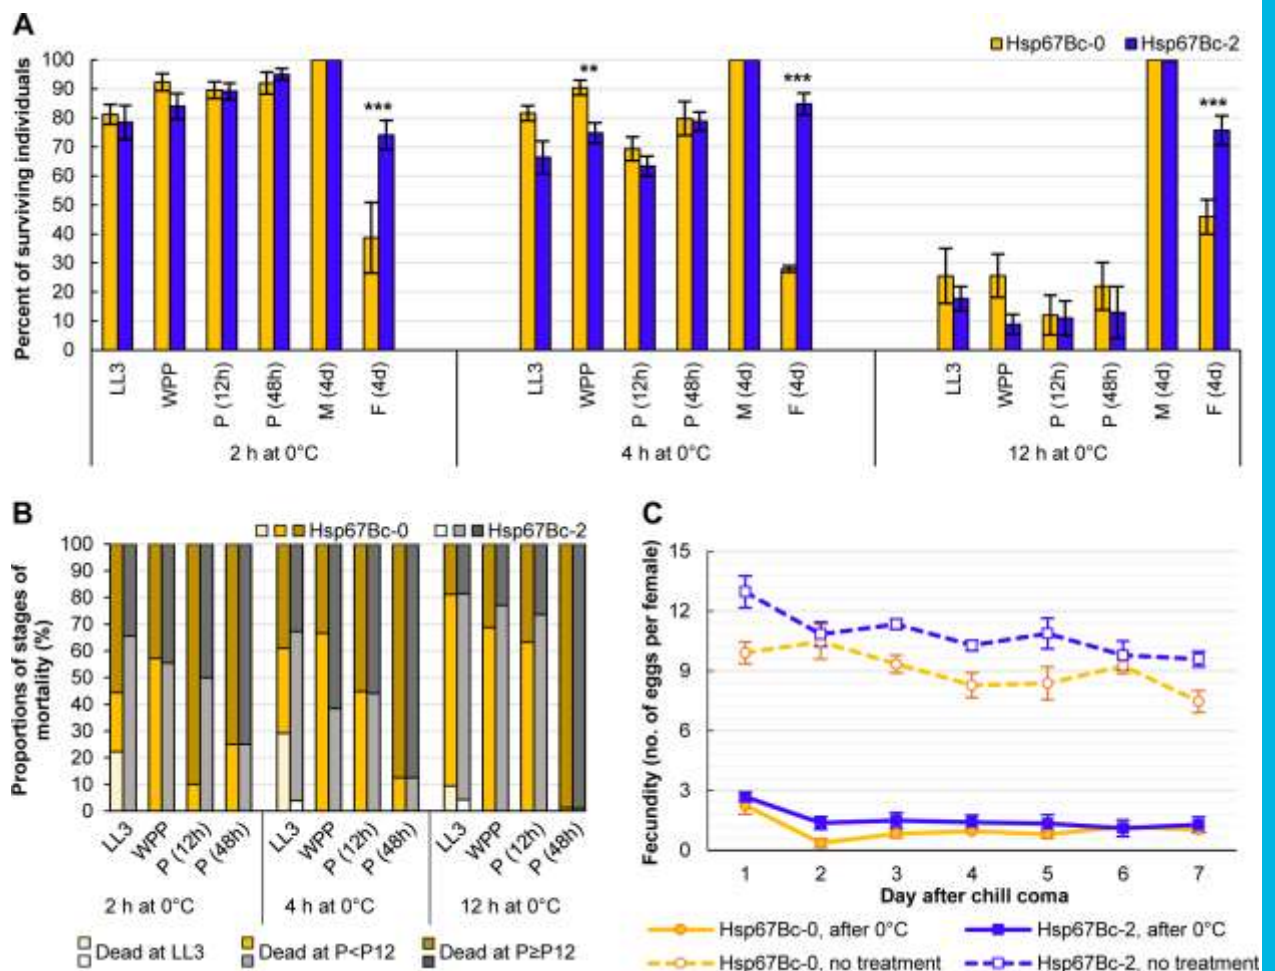 A
Hsp67Bc-0 Hsp67Bc-2
Percent of surviving individuals
100
90
80
70
60
50
40
30
20
10
0
*** ** *** ***
LL3 WPP P (12h) P (48h) M (4d) F (4d) LL3 WPP P (12h) P (48h) M (4d) F (4d) LL3 WPP P (12h) P (48h) M (4d) F (4d)
2 h at 0°C 4 h at 0°C 12 h at 0°C
B
Hsp67Bc-0 Hsp67Bc-2
Proportions of stages of
mortality (%)
100
90
80
70
60
50
40
30
20
10
0
LL3 WPP P (12h) P (48h) LL3 WPP P (12h) P (48h) LL3 WPP P (12h) P (48h)
2 h at 0°C 4 h at 0°C 12 h at 0°C
Dead at LL3 Dead at P<P12 Dead at P≥P12
C
Fecundity (no. of eggs per female)
15
12
9
6
3
0
1 2 3 4 5 6 7
Day after chill coma
Hsp67Bc-0, after 0°C Hsp67Bc-2, after 0°C
Hsp67Bc-0, no treatment Hsp67Bc-2, no treatment